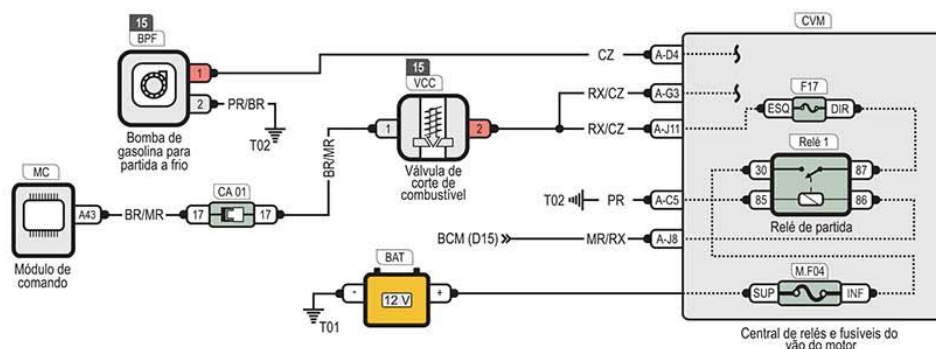 15
BPF
1
2
PR/BR
T02
Bomba de
gasolina para
partida a frio
MC
A43
Módulo de
comando
BR/MR
CA 01
17
17
BR/MR
15
VCC
1
2
Válvula de
corte de
combustível
CZ
A-D4
RX/CZ
A-G3
RX/CZ
A-J11
T02
PR
A-C5
BCM (D15)
MR/RX
A-J8
BAT
-
+
12 V
T01
CVM
F17
ESQ
DIR
Relé 1
30
87
85
86
Relé de partida
M.F04
SUP
INF
Central de relés e fusíveis do
vão do motor